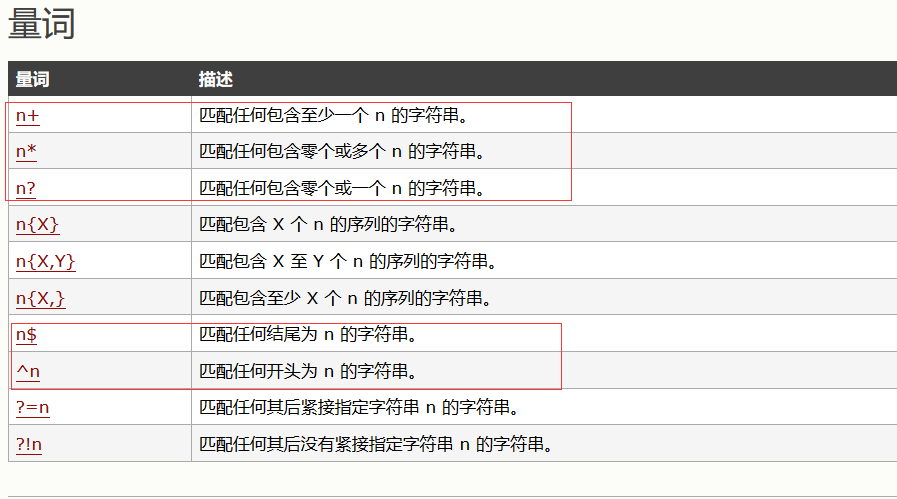 量词
量词 描述
n+ 匹配任何包含至少一个 n 的字符串。
n* 匹配任何包含零个或多个 n 的字符串。
n? 匹配任何包含零个或一个 n 的字符串。
n{X} 匹配包含 X 个 n 的序列的字符串。
n{X,Y} 匹配包含 X 至 Y 个 n 的序列的字符串。
n{X,} 匹配包含至少 X 个 n 的序列的字符串。
n$ 匹配任何结尾为 n 的字符串。
^n 匹配任何开头为 n 的字符串。
?=n 匹配任何其后紧接指定字符串 n 的字符串。
?!n 匹配任何其后没有紧接指定字符串 n 的字符串。